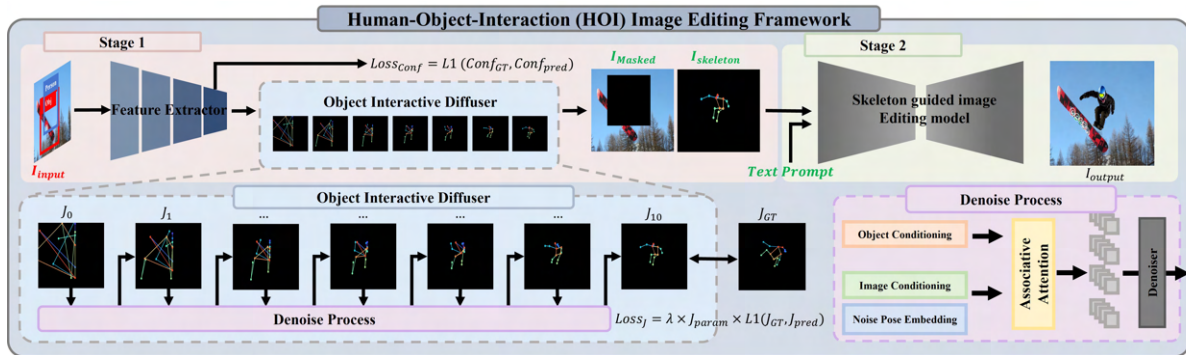 Human-Object-Interaction (HOI) Image Editing Framework
Stage 1
Stage 2
Person
Obj
I_input
Feature Extractor
Loss_Conf = L1 (Conf_GT, Conf_pred)
Object Interactive Diffuser
I_Masked
I_skeleton
Skeleton guided image
Editing model
Text Prompt
I_output
Object Interactive Diffuser
J_0
J_1
...
...
...
...
J_10
J_GT
Denoise Process
Loss_J = λ × J_param × L1(J_GT, J_pred)
Denoise Process
Object Conditioning
Image Conditioning
Noise Pose Embedding
Associative
Attention
Denoiser